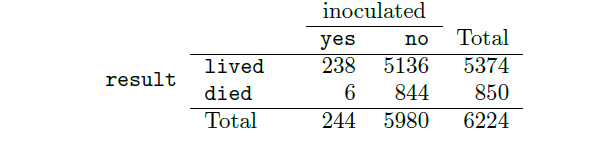 inoculated
yes no Total
lived 238 5136 5374
result
died 6 844 850
Total 244 5980 6224